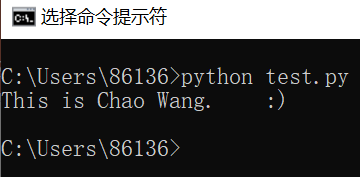 选择命令提示符
C:\Users\86136>python test.py
This is Chao Wang.    :)
C:\Users\86136>